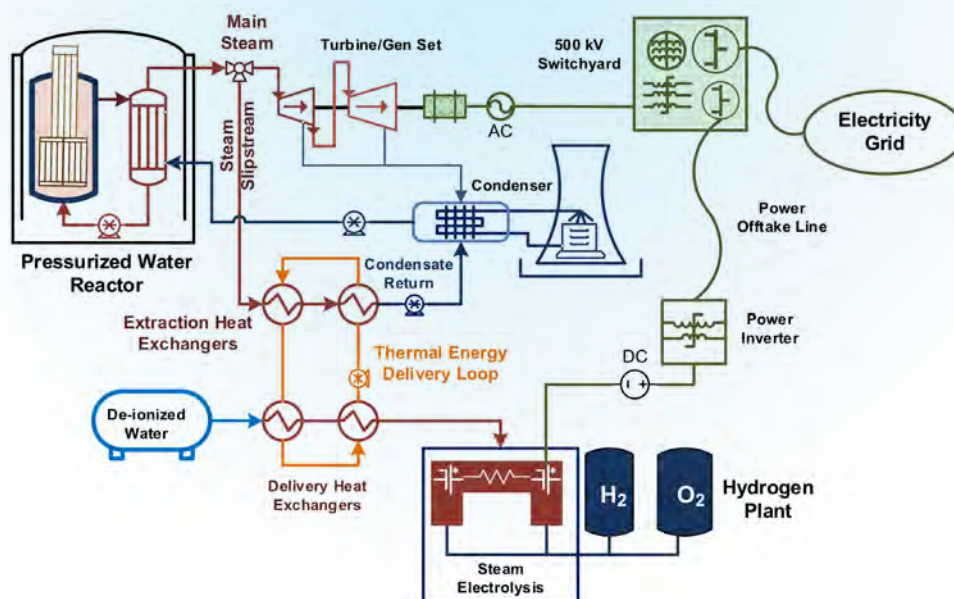 Main
Steam
Turbine/Gen Set
500 kV
Switchyard
AC
Electricity
Grid
Steam
Slipstream
Condenser
Power
Offtake Line
Pressurized Water
Reactor
Condensate
Return
Extraction Heat
Exchangers
Power
Inverter
Thermal Energy
Delivery Loop
DC
De-ionized
Water
Delivery Heat
Exchangers
H2
O2
Hydrogen
Plant
Steam
Electrolysis